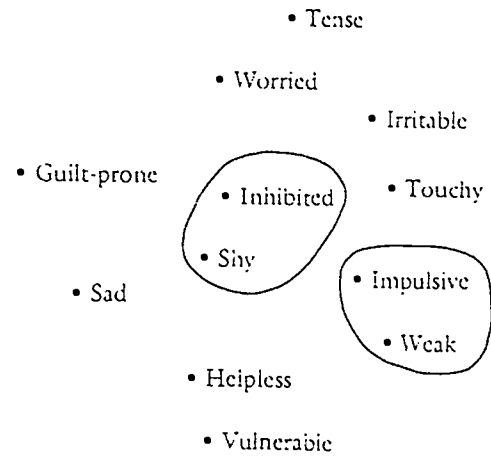 • Tense
• Worried
• Irritable
• Guilt-prone
• Inhibited
• Touchy
• Shy
• Impulsive
• Sad
• Weak
• Helpless
• Vulnerable